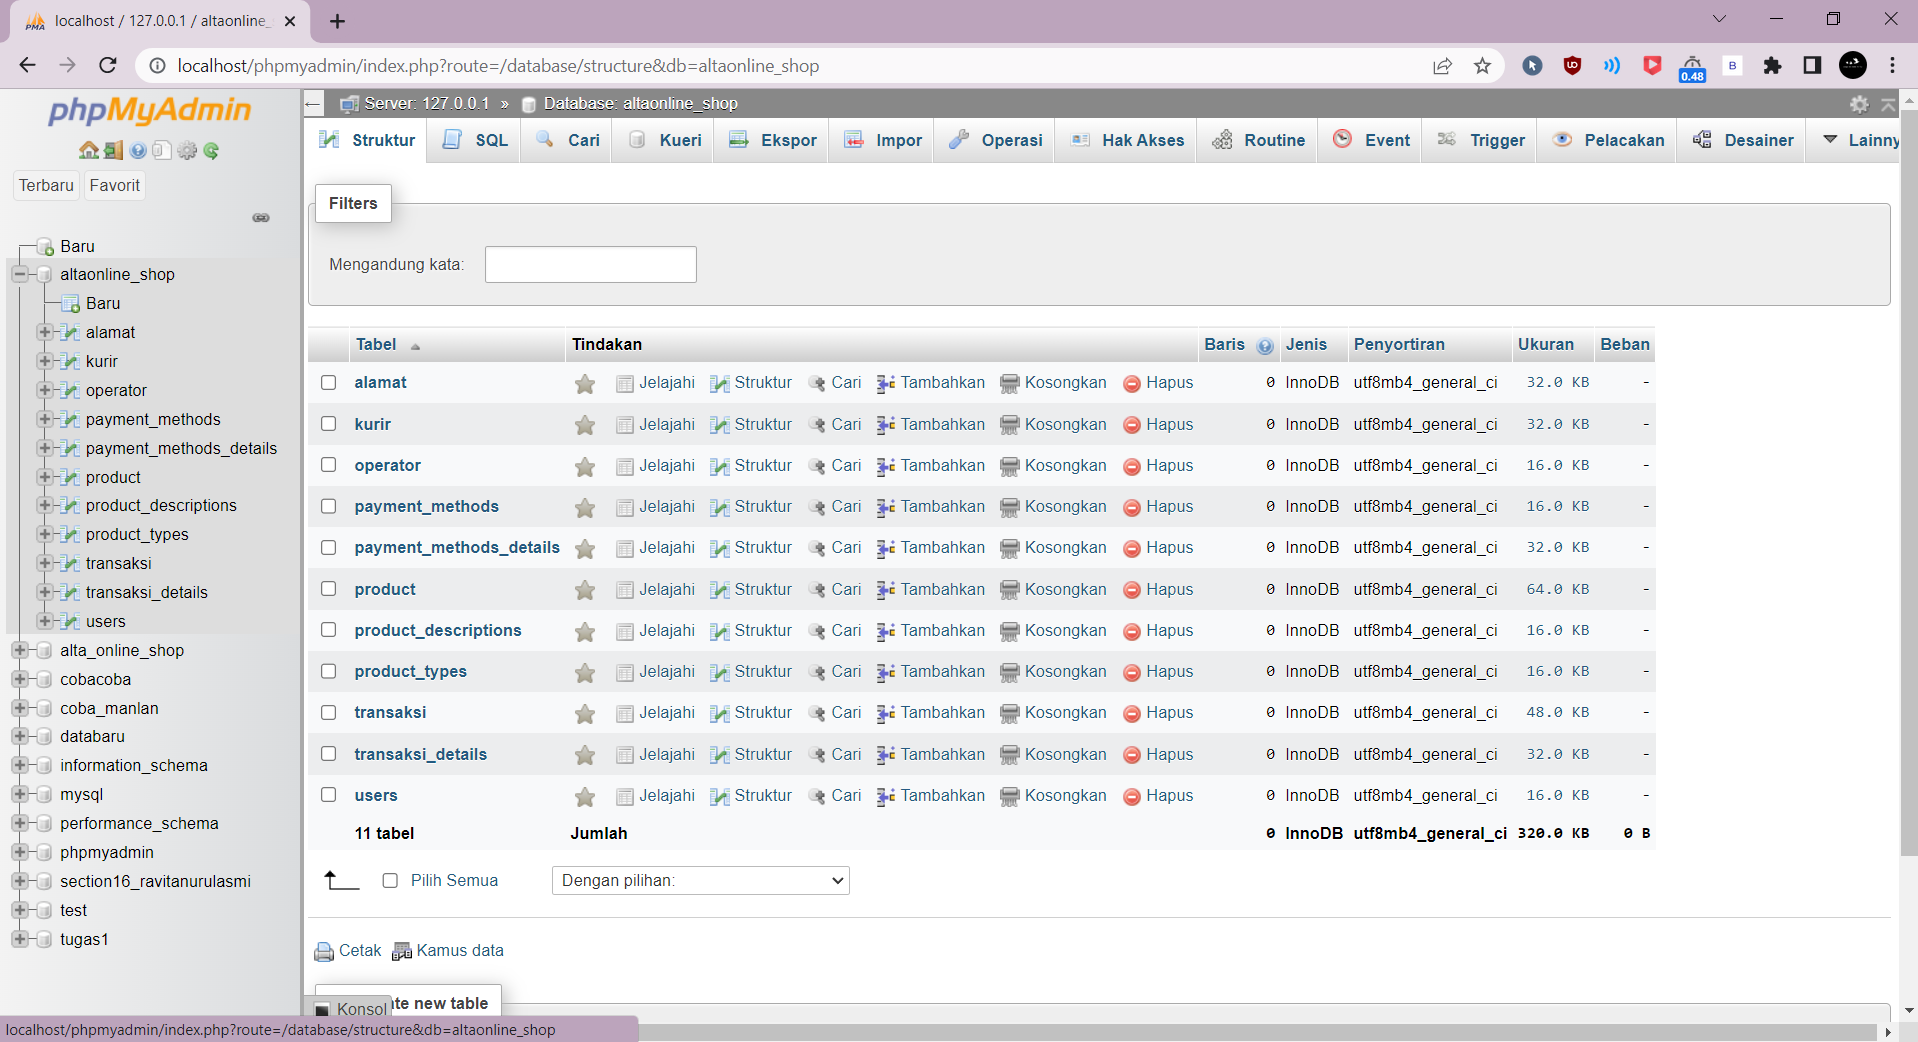 localhost / 127.0.0.1 / altaonline_
localhost/phpmyadmin/index.php?route=/database/structure&db=altaonline_shop
0.48
B
phpMyAdmin
Terbaru Favorit
Baru
altaonline_shop
Baru
alamat
kurir
operator
payment_methods
payment_methods_details
product
product_descriptions
product_types
transaksi
transaksi_details
users
alta_online_shop
cobacoba
coba_manlan
databaru
information_schema
mysql
performance_schema
phpmyadmin
section16_ravitanurulasmi
test
tugas1
Server: 127.0.0.1 » Database: altaonline_shop
Struktur SQL Cari Kueri Ekspor Impor Operasi Hak Akses Routine Event Trigger Pelacakan Desainer Lainny
Filters
Mengandung kata:
Tabel Tindakan Baris Jenis Penyortiran Ukuran Beban
alamat Jelajahi Struktur Cari Tambahkan Kosongkan Hapus 0 InnoDB utf8mb4_general_ci 32.0 KB -
kurir Jelajahi Struktur Cari Tambahkan Kosongkan Hapus 0 InnoDB utf8mb4_general_ci 32.0 KB -
operator Jelajahi Struktur Cari Tambahkan Kosongkan Hapus 0 InnoDB utf8mb4_general_ci 16.0 KB -
payment_methods Jelajahi Struktur Cari Tambahkan Kosongkan Hapus 0 InnoDB utf8mb4_general_ci 16.0 KB -
payment_methods_details Jelajahi Struktur Cari Tambahkan Kosongkan Hapus 0 InnoDB utf8mb4_general_ci 32.0 KB -
product Jelajahi Struktur Cari Tambahkan Kosongkan Hapus 0 InnoDB utf8mb4_general_ci 64.0 KB -
product_descriptions Jelajahi Struktur Cari Tambahkan Kosongkan Hapus 0 InnoDB utf8mb4_general_ci 16.0 KB -
product_types Jelajahi Struktur Cari Tambahkan Kosongkan Hapus 0 InnoDB utf8mb4_general_ci 16.0 KB -
transaksi Jelajahi Struktur Cari Tambahkan Kosongkan Hapus 0 InnoDB utf8mb4_general_ci 48.0 KB -
transaksi_details Jelajahi Struktur Cari Tambahkan Kosongkan Hapus 0 InnoDB utf8mb4_general_ci 32.0 KB -
users Jelajahi Struktur Cari Tambahkan Kosongkan Hapus 0 InnoDB utf8mb4_general_ci 16.0 KB -
11 tabel Jumlah 0 InnoDB utf8mb4_general_ci 320.0 KB 0 B
Pilih Semua Dengan pilihan:
Cetak Kamus data
te new table
Konsol
localhost/phpmyadmin/index.php?route=/database/structure&db=altaonline_shop